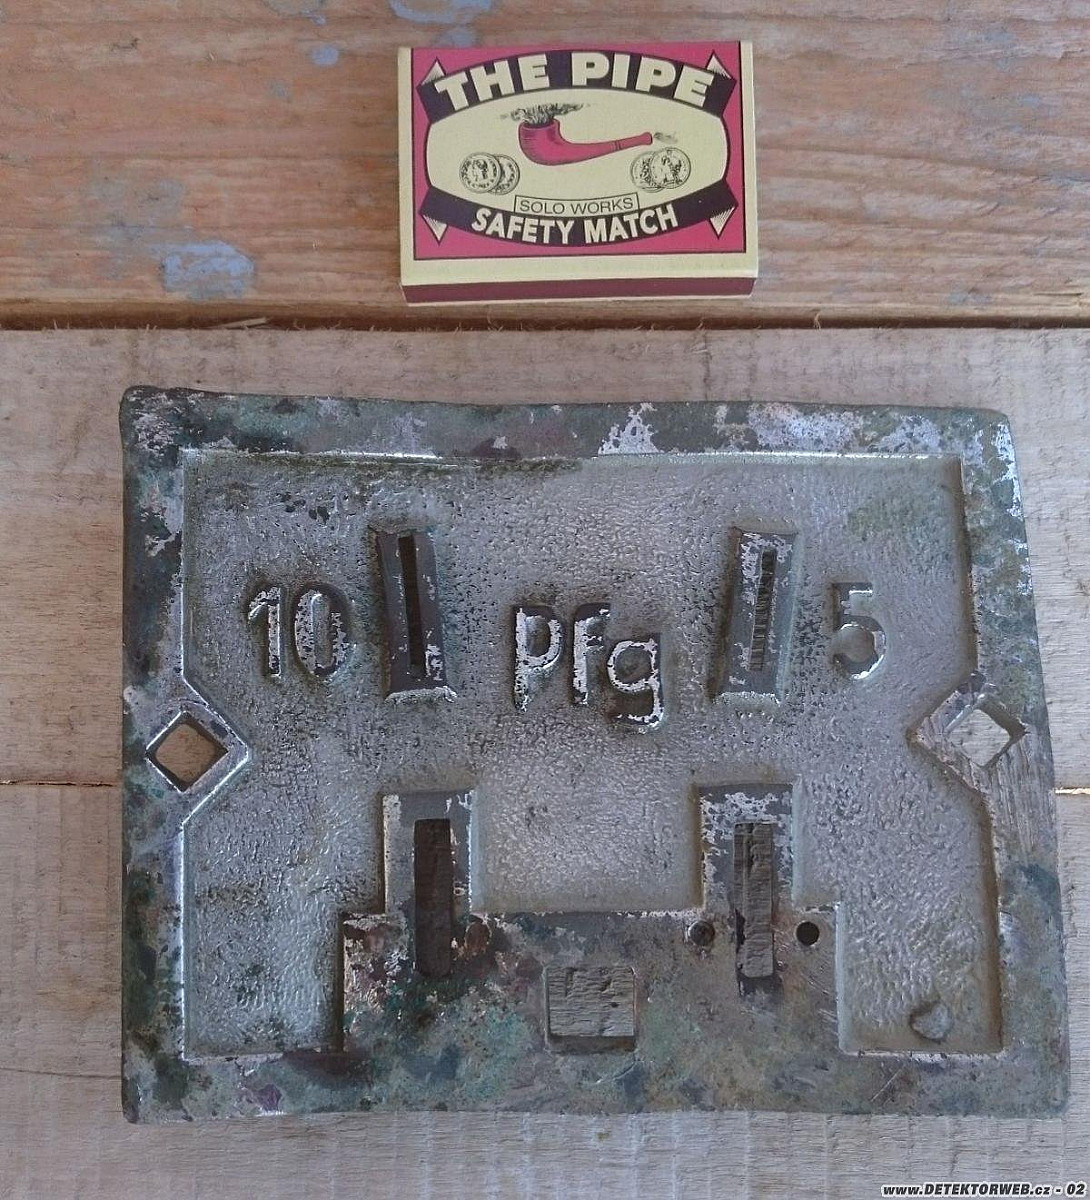 THE PIPE
SOLO WORKS
SAFETY MATCH
10 Pfg 5
www.DETEKTORWEB.cz - 02